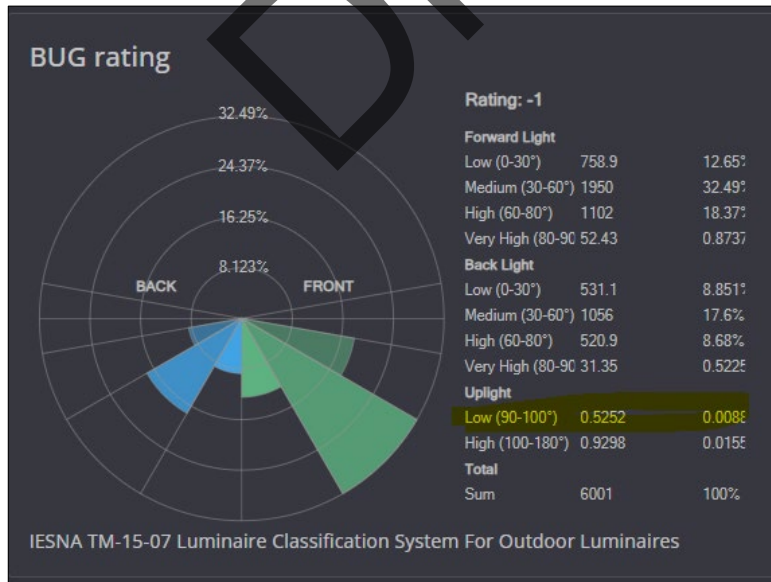 BUG rating
32.49%
24.37%
16.25%
8.123%
BACK
FRONT
Rating: -1
Forward Light
Low (0-30°) 758.9 12.65%
Medium (30-60°) 1950 32.49%
High (60-80°) 1102 18.37%
Very High (80-90 52.43 0.8737
Back Light
Low (0-30°) 531.1 8.851%
Medium (30-60°) 1056 17.6%
High (60-80°) 520.9 8.68%
Very High (80-90 31.35 0.5225
Uplight
Low (90-100°) 0.5252 0.0088
High (100-180°) 0.9298 0.0155
Total
Sum 6001 100%
IESNA TM-15-07 Luminaire Classification System For Outdoor Luminaires